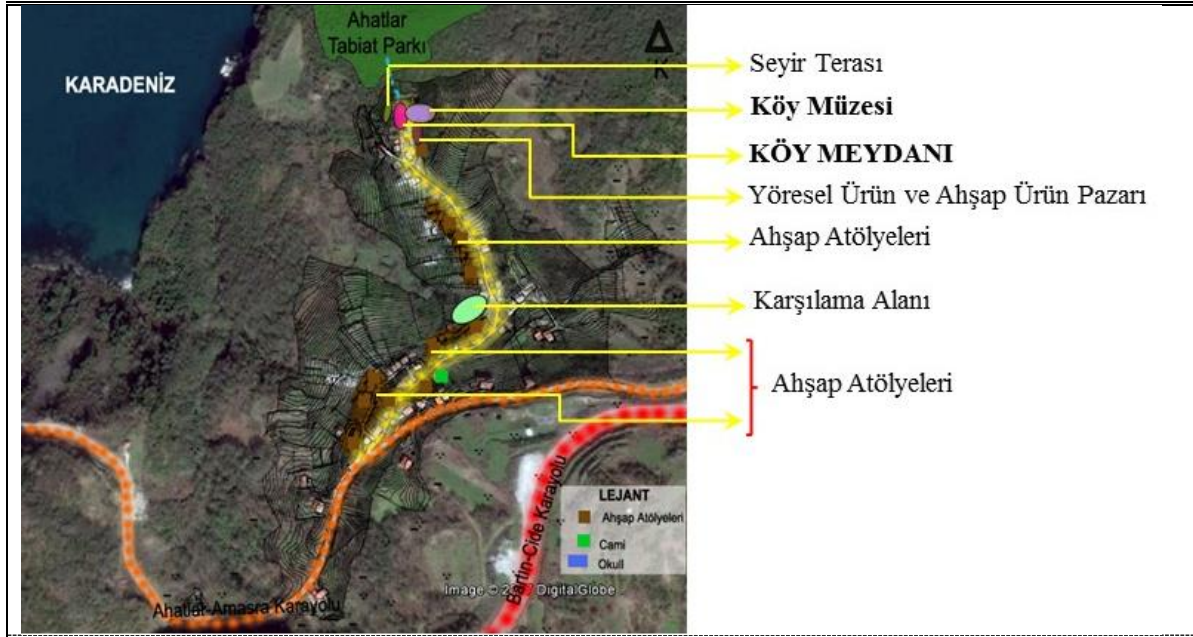 Ahatlar
Tabiat Parkı
KARADENİZ
K
Seyir Terası
Köy Müzesi
KÖY MEYDANI
Yöresel Ürün ve Ahşap Ürün Pazarı
Ahşap Atölyeleri
Karşılama Alanı
Ahşap Atölyeleri
LEJANT
Ahşap Atölyeleri
Cami
Okull
Image © DigitalGlobe
Bartın-Cide Karayolu
Ahatlar-Amasra Karayolu